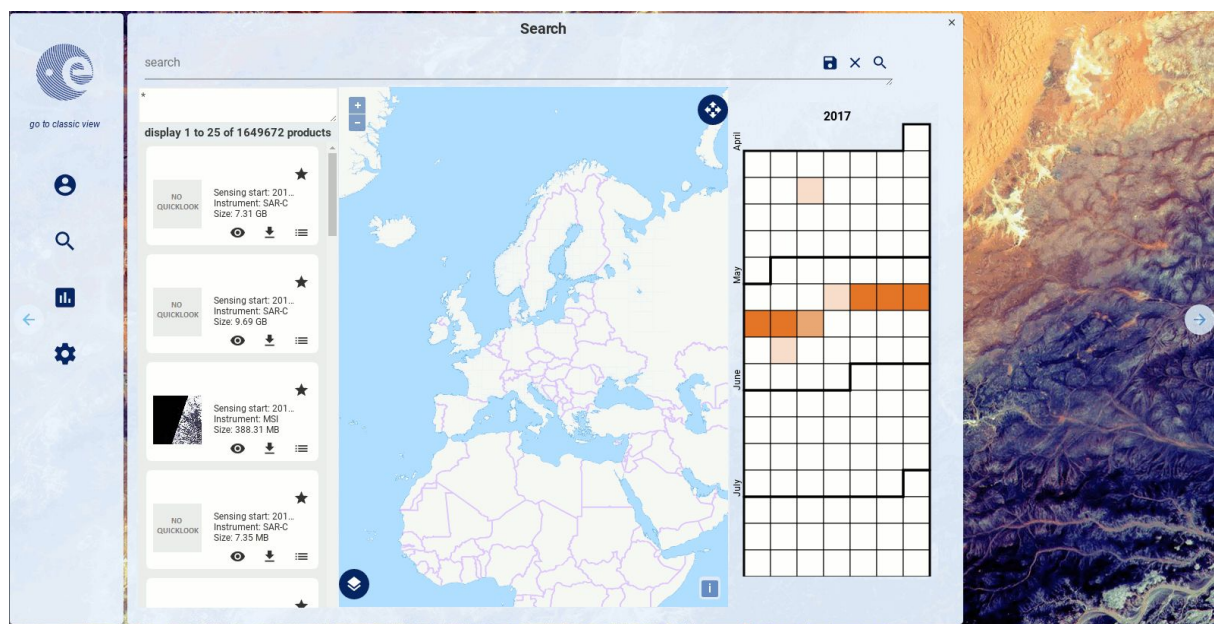 Search
search
go to classic view
*
display 1 to 25 of 1649672 products
NO
QUICKLOOK
Sensing start: 201...
Instrument: SAR-C
Size: 7.31 GB
NO
QUICKLOOK
Sensing start: 201...
Instrument: SAR-C
Size: 9.69 GB
Sensing start: 201...
Instrument: MSI
Size: 388.31 MB
NO
QUICKLOOK
Sensing start: 201...
Instrument: SAR-C
Size: 7.35 MB
+
−
i
2017
April
May
June
July